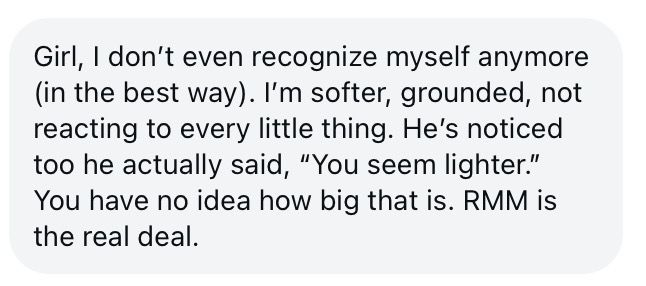 Girl, I don’t even recognize myself anymore
(in the best way). I’m softer, grounded, not
reacting to every little thing. He’s noticed
too he actually said, “You seem lighter.”
You have no idea how big that is. RMM is
the real deal.